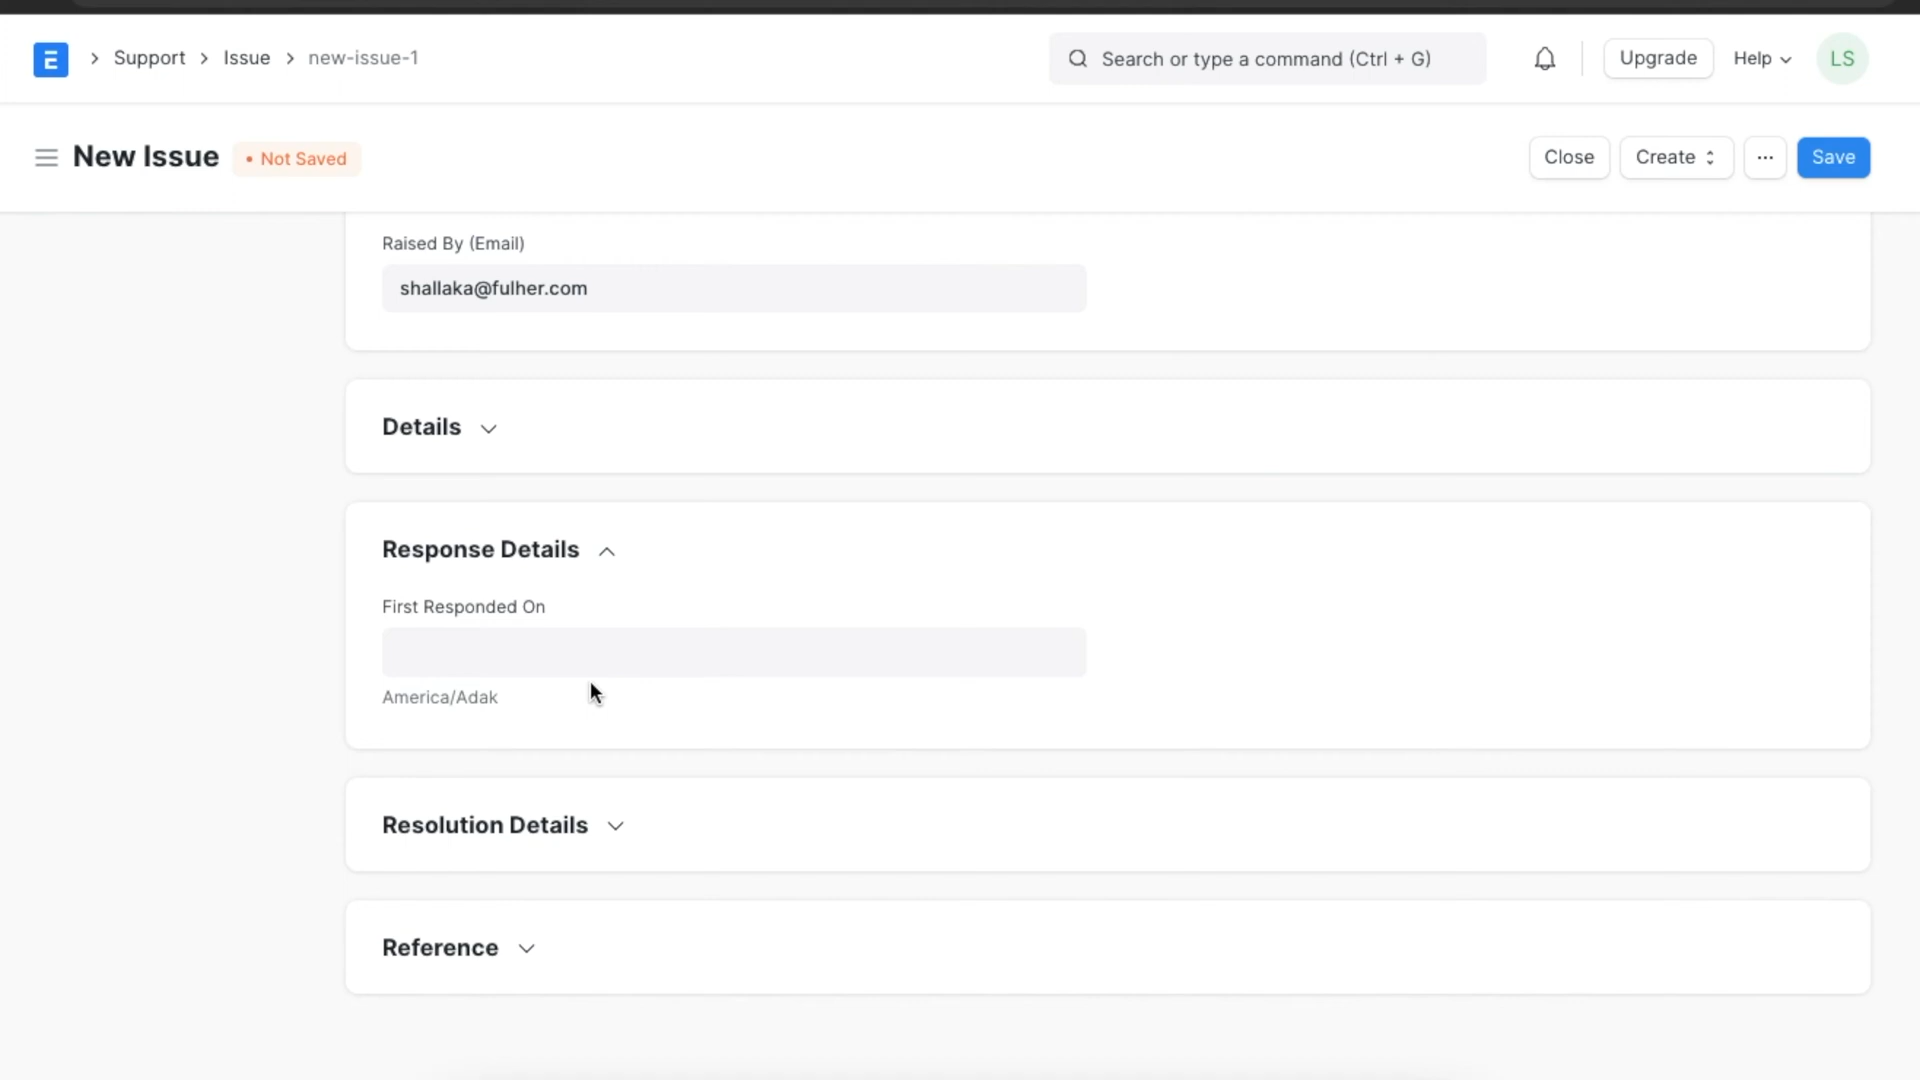 E Support Issue new-issue-1 Search or type a command (Ctrl + G) Upgrade Help LS
New Issue • Not Saved Close Create ... Save
Raised By (Email)
shallaka@fulher.com
Details
Response Details
First Responded On
America/Adak
Resolution Details
Reference